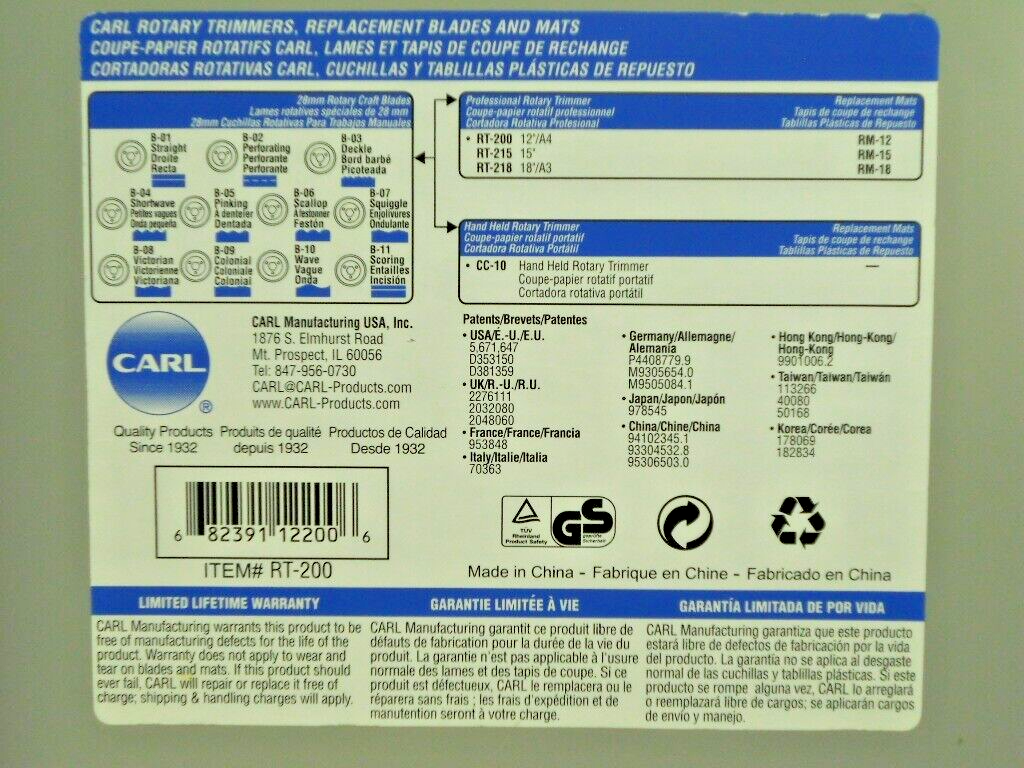 CARL ROTARY TRIMMERS, REPLACEMENT BLADES AND MATS
COUPE-PAPIER ROTATIFS CARL, LAMES ET TAPIS DE COUPE DE RECHANGE
CORTADORAS ROTATIVAS CARL, CUCHILLAS Y TABLILLAS PLÁSTICAS DE REPUESTO
28mm Rotary Craft Blades
Lames rotatives spéciales de 28 mm
28mm Cuchillas Rotativas Para Trabajos Manuales
B-01
Straight
Droite
Recta
B-02
Perforating
Perforante
Perforante
B-03
Deckle
Bord barbé
Picoteada
B-04
Shortwave
Petites vagues
Onda pequeña
B-05
Pinking
A denteler
Dentada
B-06
Scallop
A festonner
Festón
B-07
Squiggle
Enjolivures
Ondulante
B-08
Victorian
Victorienne
Victoriana
B-09
Colonial
Coloniale
Colonial
B-10
Wave
Vague
Onda
B-11
Scoring
Entailles
Incisión
Professional Rotary Trimmer
Coupe-papier rotatif professionnel
Cortadora Rotativa Profesional
Replacement Mats
Tapis de coupe de rechange
Tablillas Plásticas de Repuesto
• RT-200 12"/A4 RM-12
RT-215 15" RM-15
RT-218 18"/A3 RM-18
Hand Held Rotary Trimmer
Coupe-papier rotatif portatif
Cortadora Rotativa Portátil
Replacement Mats
Tapis de coupe de rechange
Tablillas Plásticas de Repuesto
• CC-10 Hand Held Rotary Trimmer —
Coupe-papier rotatif portatif
Cortadora rotativa portátil
CARL
®
CARL Manufacturing USA, Inc.
1876 S. Elmhurst Road
Mt. Prospect, IL 60056
Tel: 847-956-0730
CARL@CARL-Products.com
www.CARL-Products.com
Quality Products Produits de qualité Productos de Calidad
Since 1932 depuis 1932 Desde 1932
Patents/Brevets/Patentes
• USA/É.-U./E.U.
5,671,647
D353150
D381359
• UK/R.-U./R.U.
2276111
2032080
2048060
• France/France/Francia
953848
• Italy/Italie/Italia
70363
• Germany/Allemagne/
Alemania
P4408779.9
M9305654.0
M9505084.1
• Japan/Japon/Japón
978545
• China/Chine/China
94102345.1
93304532.8
95306503.0
• Hong Kong/Hong-Kong/
Hong-Kong
9901006.2
• Taiwan/Taiwan/Taiwán
113266
40080
50168
• Korea/Corée/Corea
178069
182834
6 82391 12200 6
ITEM# RT-200
TÜV
Rheinland
Product Safety
GS
geprüfte
Sicherheit
Made in China - Fabrique en Chine - Fabricado en China
LIMITED LIFETIME WARRANTY
CARL Manufacturing warrants this product to be
free of manufacturing defects for the life of the
product. Warranty does not apply to wear and
tear on blades and mats. If this product should
ever fail, CARL will repair or replace it free of
charge; shipping & handling charges will apply.
GARANTIE LIMITÉE À VIE
CARL Manufacturing garantit ce produit libre de
défauts de fabrication pour la durée de la vie du
produit. La garantie n'est pas applicable à l'usure
normale des lames et des tapis de coupe. Si ce
produit est défectueux, CARL le remplacera ou le
réparera sans frais ; les frais d'expédition et de
manutention seront à votre charge.
GARANTÍA LIMITADA DE POR VIDA
CARL Manufacturing garantiza que este producto
estará libre de defectos de fabricación por la vida
del producto. La garantía no se aplica al desgaste
normal de las cuchillas y tablillas plásticas. Si este
producto se rompe alguna vez, CARL lo arreglará
o reemplazará libre de cargos; se aplicarán cargos
de envío y manejo.